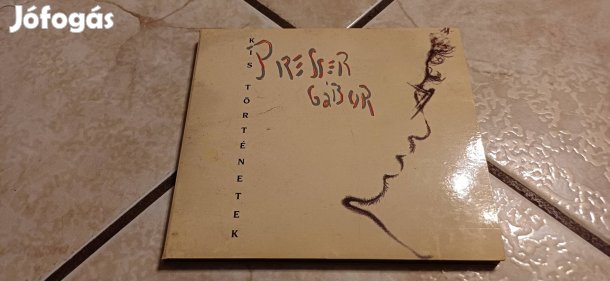 Jófogás
KIS TÖRTÉNETEK
PRESSER
GÁBOR